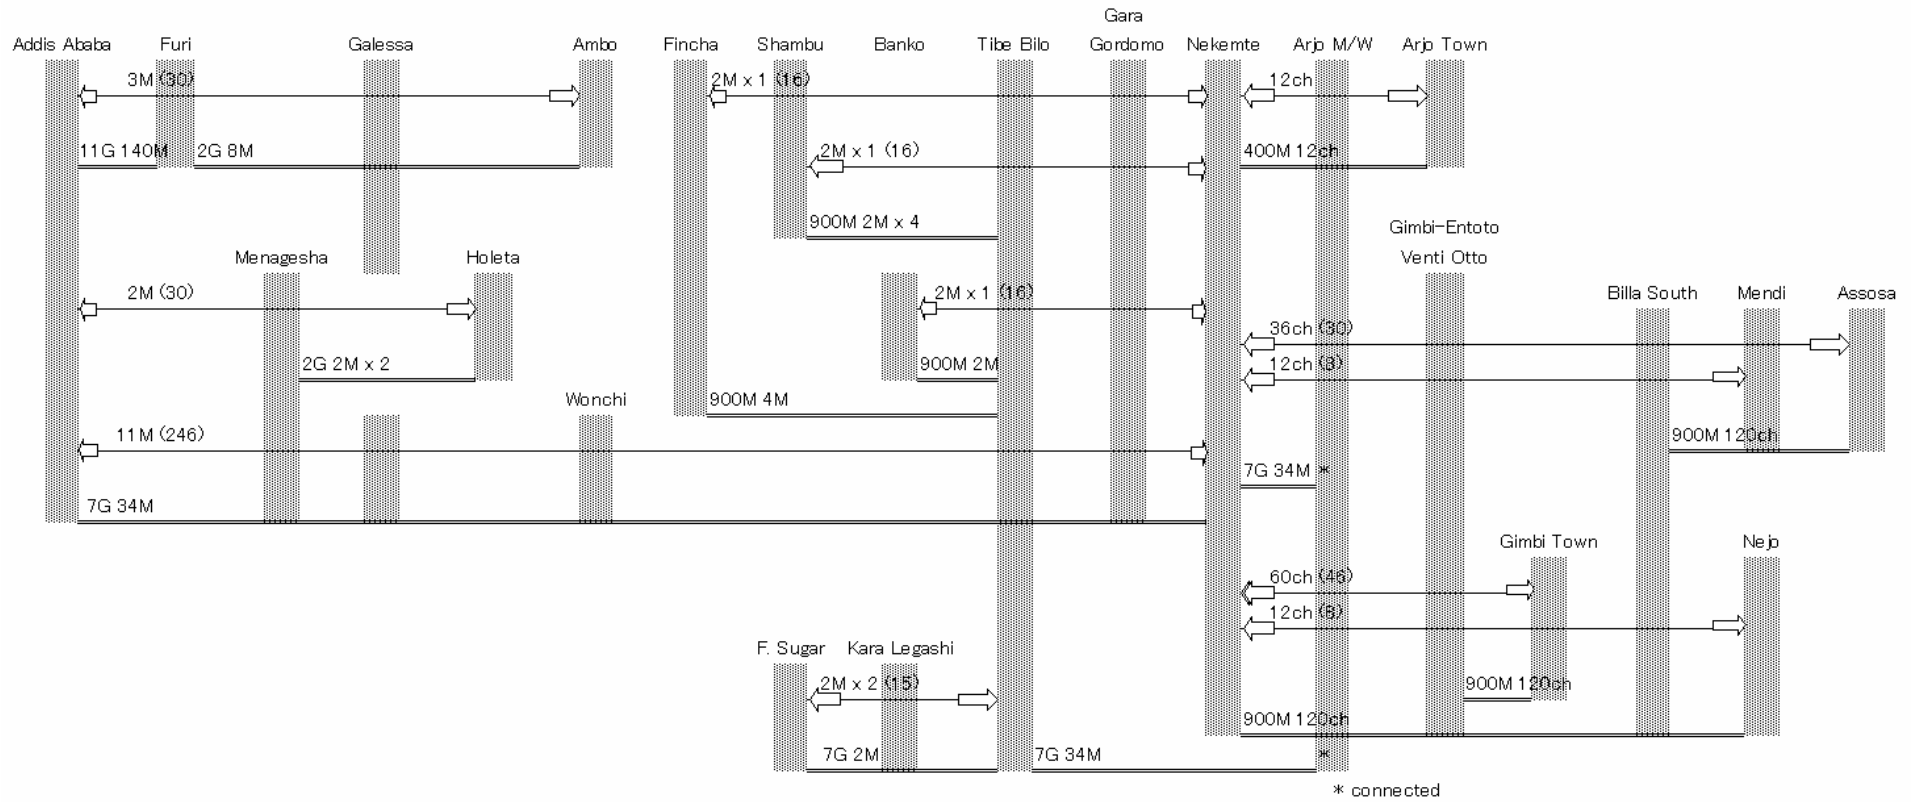 Gara
Addis Ababa Furi Galessa Ambo Fincha Shambu Banko Tibe Bilo Gordomo Nekemte Arjo M/W Arjo Town
3M (30) 2M x 1 (16) 12ch
11G 140M 2G 8M 2M x 1 (16) 400M 12ch
900M 2M x 4 Gimbi-Entoto
Menagesha Holeta Venti Otto
2M (30) 2M x 1 (16) Billa South Mendi Assosa
36ch (30)
2G 2M x 2 900M 2M 12ch (8)
Wonchi 900M 4M
11M (246) 900M 120ch
7G 34M *
7G 34M
Gimbi Town Nejo
60ch (46)
12ch (8)
F. Sugar Kara Legashi
2M x 2 (15) 900M 120ch
900M 120ch
7G 2M 7G 34M *
* connected